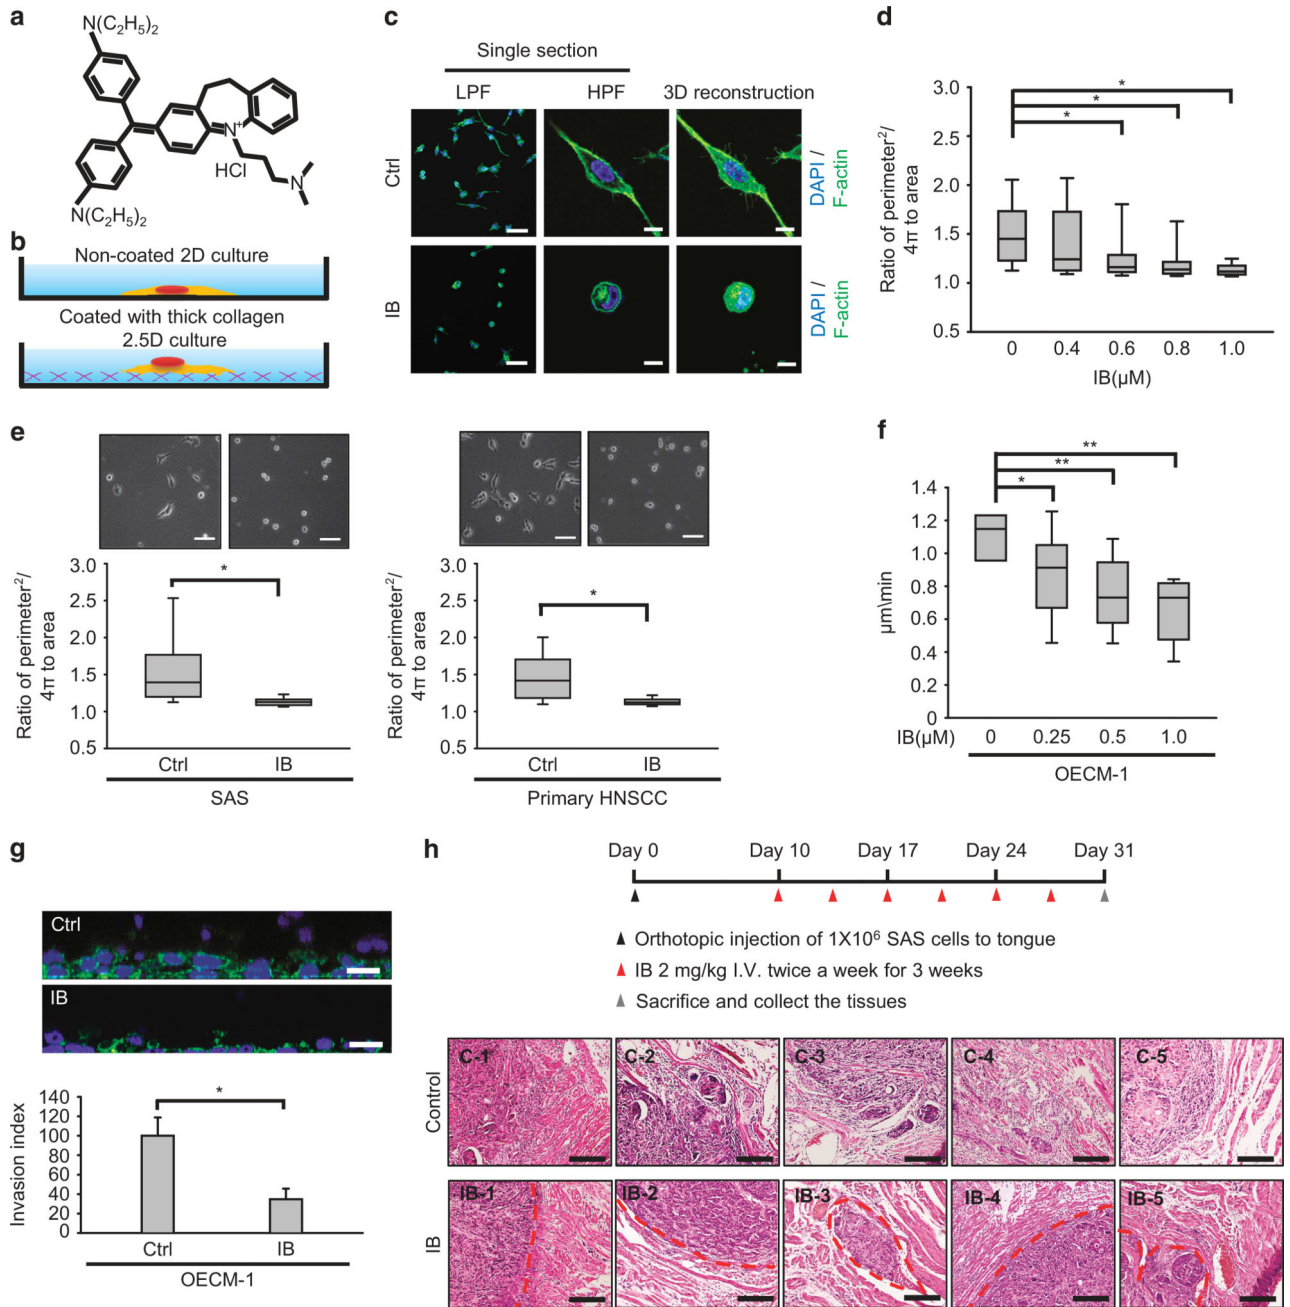 a
N(C₂H₅)₂
N⁺
HCl
N
N(C₂H₅)₂
b
Non-coated 2D culture
Coated with thick collagen
2.5D culture
c
Single section
LPF
HPF
3D reconstruction
Ctrl
DAPI /
F-actin
IB
DAPI /
F-actin
d
Ratio of perimeter²/
4π to area
3.0
2.5
2.0
1.5
1.0
0.5
*
*
*
0 0.4 0.6 0.8 1.0
IB(µM)
e
Ratio of perimeter²/
4π to area
3.0
2.5
2.0
1.5
1.0
0.5
*
Ctrl IB
SAS
Ratio of perimeter²/
4π to area
3.0
2.5
2.0
1.5
1.0
0.5
*
Ctrl IB
Primary HNSCC
f
**
**
*
µm\min
1.4
1.2
1.0
0.8
0.6
0.4
0.2
0
IB(µM) 0 0.25 0.5 1.0
OECM-1
g
Ctrl
IB
Invasion index
140
120
100
80
60
40
20
0
*
Ctrl IB
OECM-1
h
Day 0 Day 10 Day 17 Day 24 Day 31
Orthotopic injection of 1X10⁶ SAS cells to tongue
IB 2 mg/kg I.V. twice a week for 3 weeks
Sacrifice and collect the tissues
Control
C-1 C-2 C-3 C-4 C-5
IB
IB-1 IB-2 IB-3 IB-4 IB-5